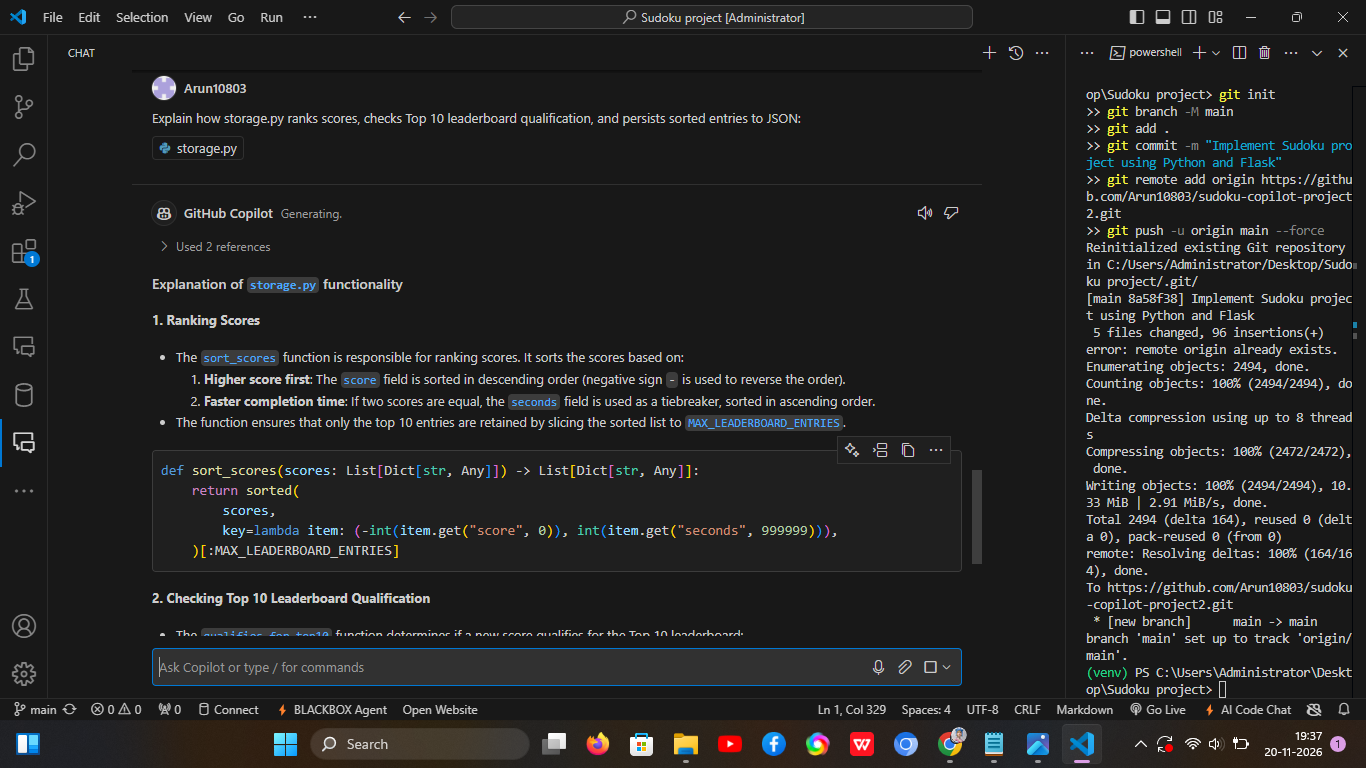 File Edit Selection View Go Run ··· Sudoku project [Administrator]
CHAT
Arun10803
Explain how storage.py ranks scores, checks Top 10 leaderboard qualification, and persists sorted entries to JSON:
storage.py
GitHub Copilot Generating.
Used 2 references
Explanation of storage.py functionality
1. Ranking Scores
• The sort_scores function is responsible for ranking scores. It sorts the scores based on:
1. Higher score first: The score field is sorted in descending order (negative sign - is used to reverse the order).
2. Faster completion time: If two scores are equal, the seconds field is used as a tiebreaker, sorted in ascending order.
• The function ensures that only the top 10 entries are retained by slicing the sorted list to MAX_LEADERBOARD_ENTRIES.
def sort_scores(scores: List[Dict[str, Any]]) -> List[Dict[str, Any]]:
    return sorted(
        scores,
        key=lambda item: (-int(item.get("score", 0)), int(item.get("seconds", 999999))),
    )[:MAX_LEADERBOARD_ENTRIES]
2. Checking Top 10 Leaderboard Qualification
• The qualifies_for_top10 function determines if a new score qualifies for the Top 10 leaderboard:
Ask Copilot or type / for commands
powershell
op\Sudoku project> git init
>> git branch -M main
>> git add .
>> git commit -m "Implement Sudoku pro
ject using Python and Flask"
>> git remote add origin https://githu
b.com/Arun10803/sudoku-copilot-project
2.git
>> git push -u origin main --force
Reinitialized existing Git repository
in C:/Users/Administrator/Desktop/Sudo
ku project/.git/
[main 8a58f38] Implement Sudoku projec
t using Python and Flask
 5 files changed, 96 insertions(+)
error: remote origin already exists.
Enumerating objects: 2494, done.
Counting objects: 100% (2494/2494), do
ne.
Delta compression using up to 8 thread
s
Compressing objects: 100% (2472/2472),
 done.
Writing objects: 100% (2494/2494), 10.
33 MiB | 2.91 MiB/s, done.
Total 2494 (delta 164), reused 0 (delt
a 0), pack-reused 0 (from 0)
remote: Resolving deltas: 100% (164/16
4), done.
To https://github.com/Arun10803/sudoku
-copilot-project2.git
 * [new branch]      main -> main
branch 'main' set up to track 'origin/
main'.
(venv) PS C:\Users\Administrator\Deskt
op\Sudoku project>
1
main 0 0 0 Connect BLACKBOX Agent Open Website Ln 1, Col 329 Spaces: 4 UTF-8 CRLF Markdown Go Live AI Code Chat
Search
W
19:37
20-11-2026
1